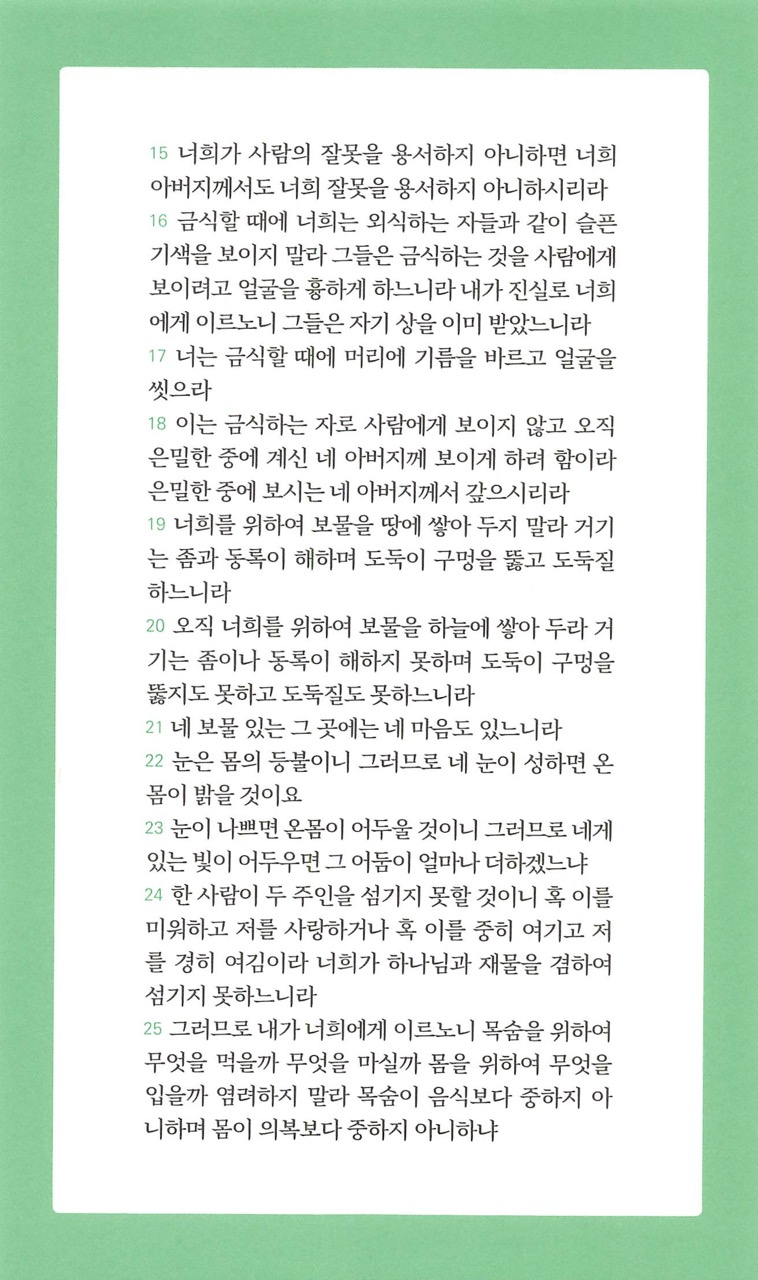 15 너희가 사람의 잘못을 용서하지 아니하면 너희
아버지께서도 너희 잘못을 용서하지 아니하시리라
16 금식할 때에 너희는 외식하는 자들과 같이 슬픈
기색을 보이지 말라 그들은 금식하는 것을 사람에게
보이려고 얼굴을 흉하게 하느니라 내가 진실로 너희
에게 이르노니 그들은 자기 상을 이미 받았느니라
17 너는 금식할 때에 머리에 기름을 바르고 얼굴을
씻으라
18 이는 금식하는 자로 사람에게 보이지 않고 오직
은밀한 중에 계신 네 아버지께 보이게 하려 함이라
은밀한 중에 보시는 네 아버지께서 갚으시리라
19 너희를 위하여 보물을 땅에 쌓아 두지 말라 거기
는 좀과 동록이 해하며 도둑이 구멍을 뚫고 도둑질
하느니라
20 오직 너희를 위하여 보물을 하늘에 쌓아 두라 거
기는 좀이나 동록이 해하지 못하며 도둑이 구멍을
뚫지도 못하고 도둑질도 못하느니라
21 네 보물 있는 그 곳에는 네 마음도 있느니라
22 눈은 몸의 등불이니 그러므로 네 눈이 성하면 온
몸이 밝을 것이요
23 눈이 나쁘면 온몸이 어두울 것이니 그러므로 네게
있는 빛이 어두우면 그 어둠이 얼마나 더하겠느냐
24 한 사람이 두 주인을 섬기지 못할 것이니 혹 이를
미워하고 저를 사랑하거나 혹 이를 중히 여기고 저
를 경히 여김이라 너희가 하나님과 재물을 겸하여
섬기지 못하느니라
25 그러므로 내가 너희에게 이르노니 목숨을 위하여
무엇을 먹을까 무엇을 마실까 몸을 위하여 무엇을
입을까 염려하지 말라 목숨이 음식보다 중하지 아
니하며 몸이 의복보다 중하지 아니하냐